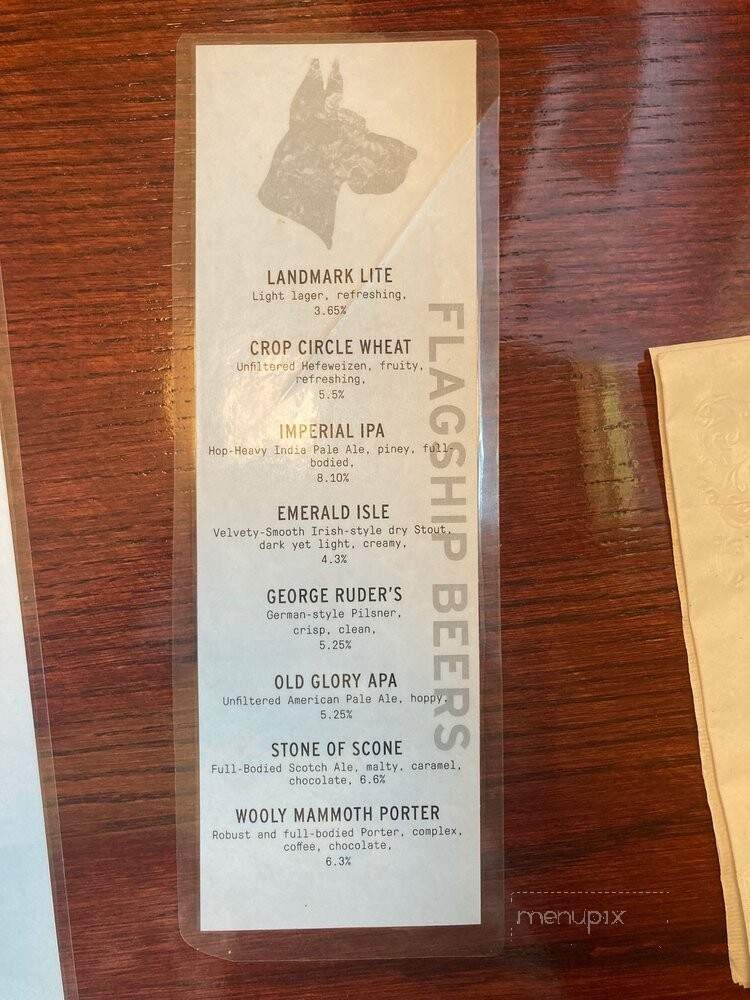 LANDMARK LITE
Light lager, refreshing,
3.65%
CROP CIRCLE WHEAT
Unfiltered Hefeweizen, fruity,
refreshing,
5.5%
IMPERIAL IPA
Hop-Heavy India Pale Ale, piney, full-
bodied,
8.10%
EMERALD ISLE
Velvety-Smooth Irish-style dry Stout,
dark yet light, creamy,
4.3%
GEORGE RUDER'S
German-style Pilsner,
crisp, clean,
5.25%
OLD GLORY APA
Unfiltered American Pale Ale, hoppy,
5.25%
STONE OF SCONE
Full-Bodied Scotch Ale, malty, caramel,
chocolate, 6.6%
WOOLY MAMMOTH PORTER
Robust and full-bodied Porter, complex,
coffee, chocolate,
6.3%
FLAGSHIP BEERS
menupix